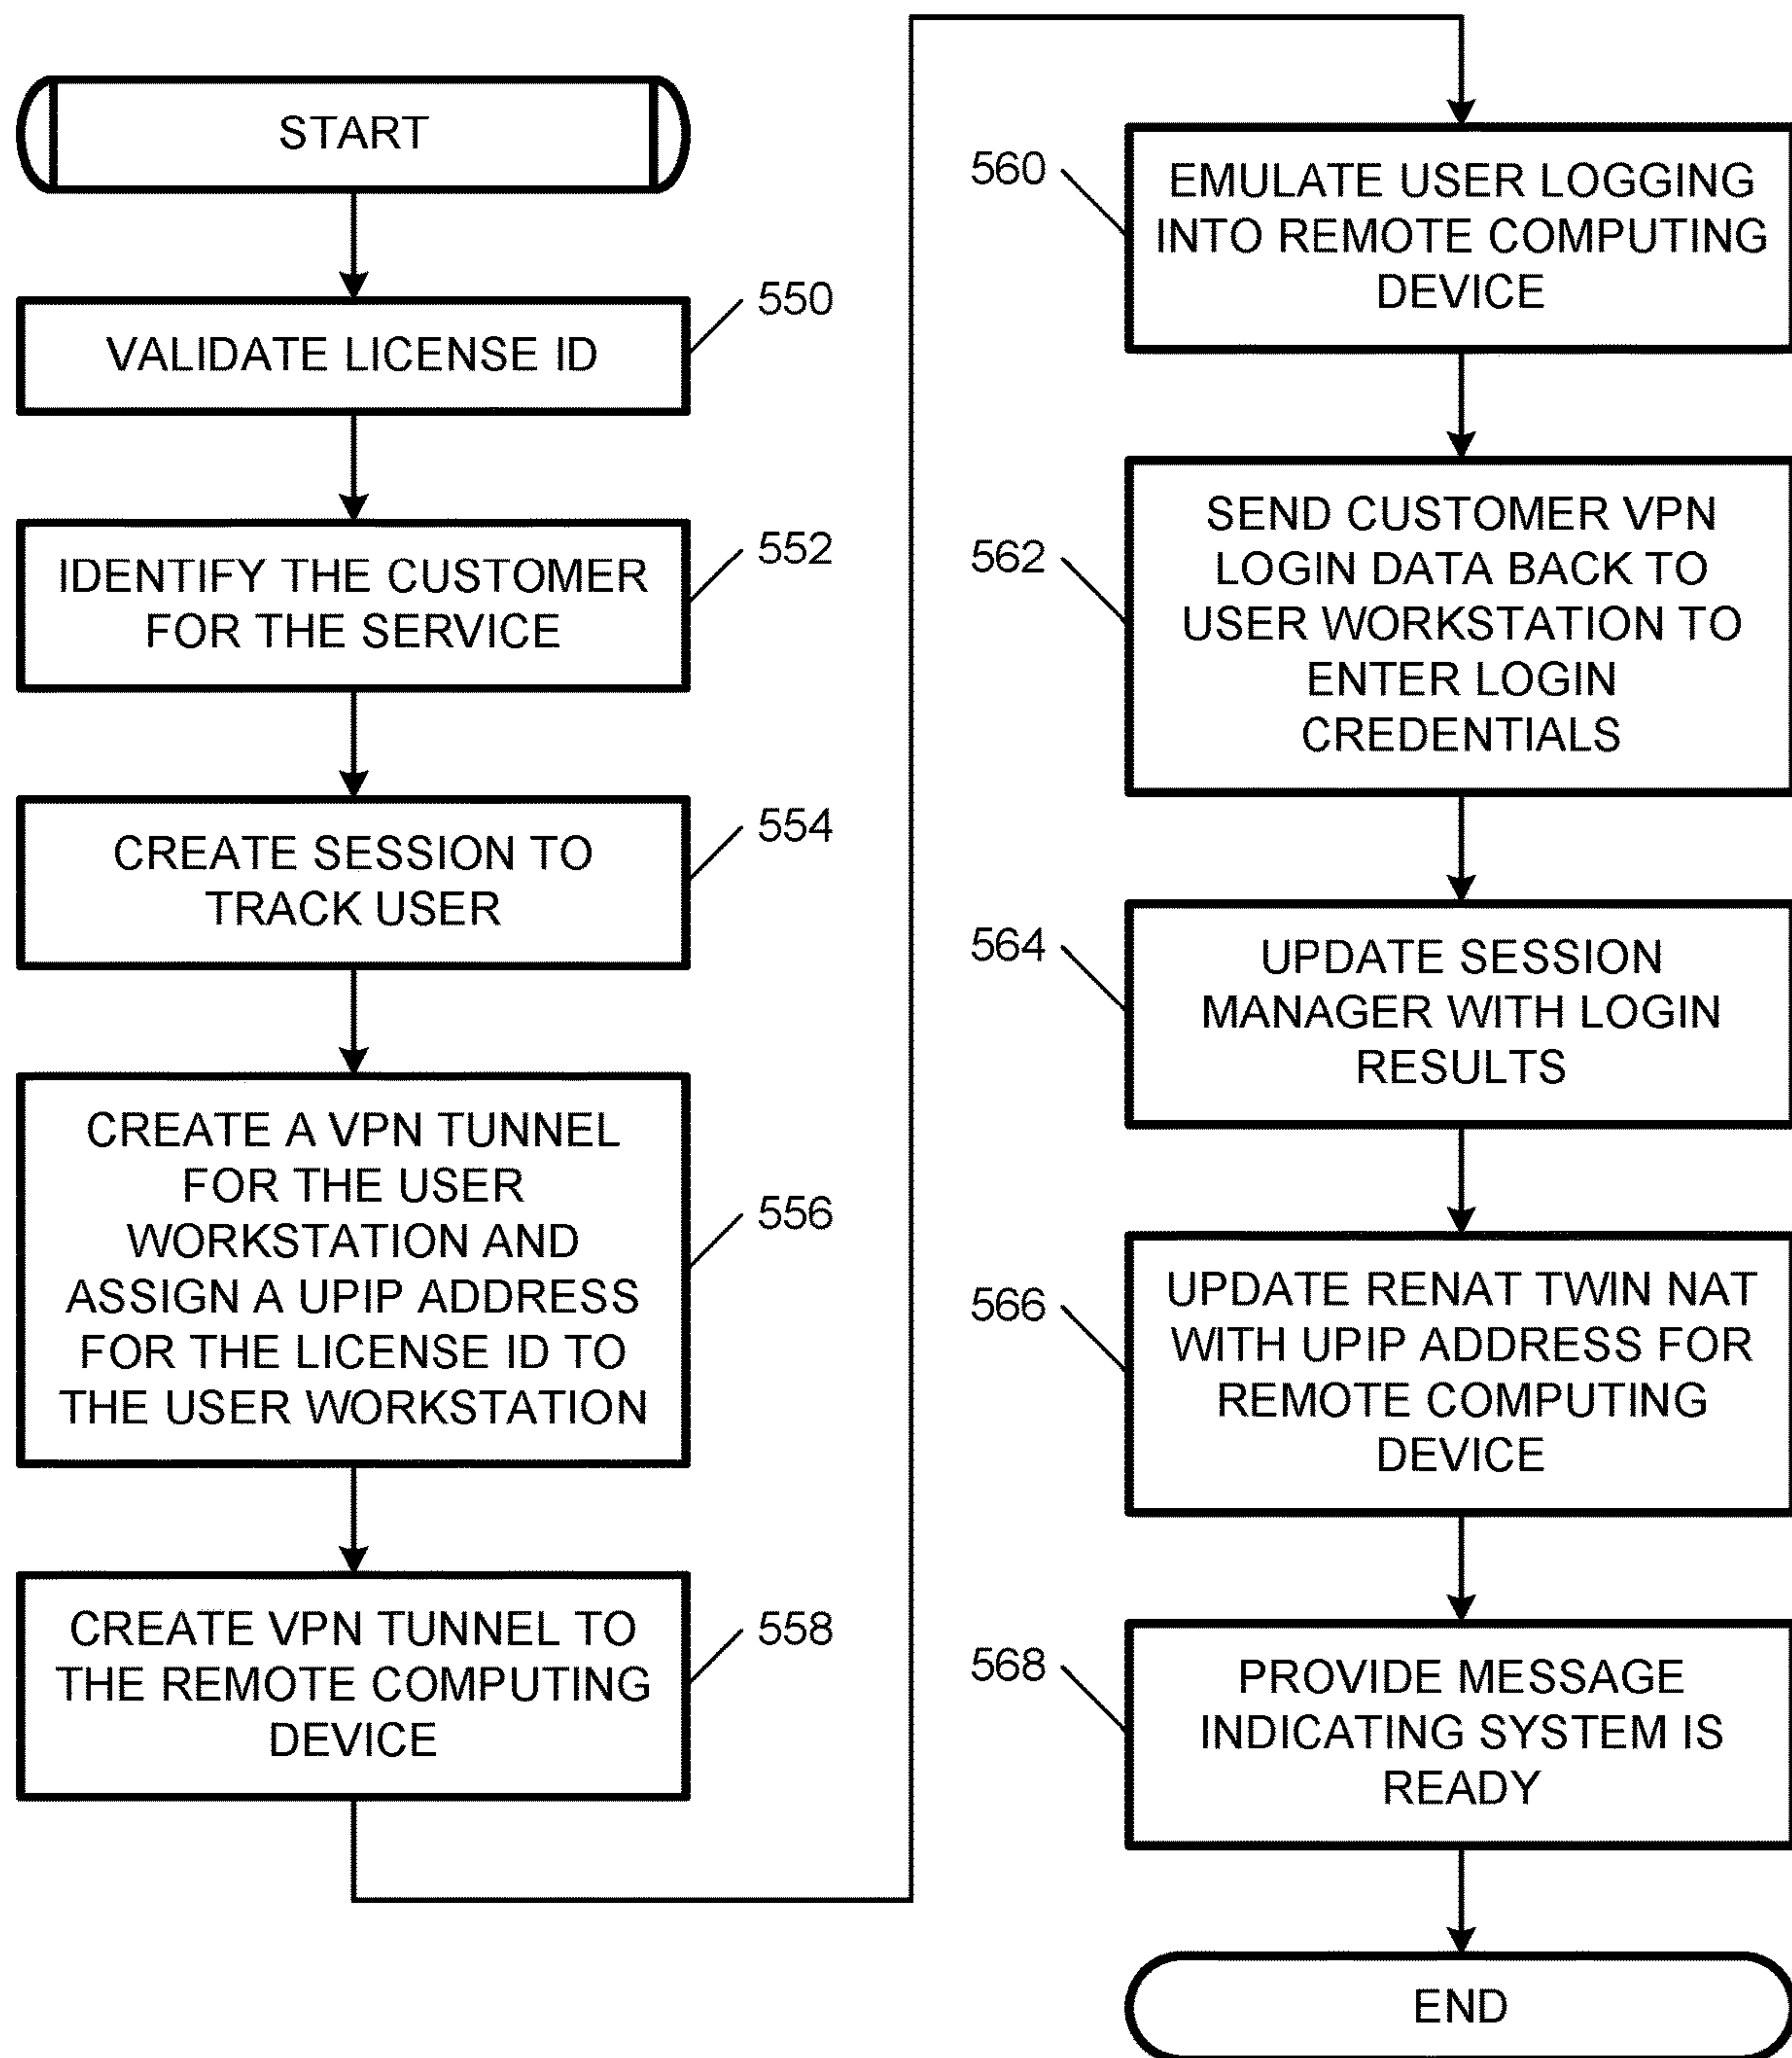 START
VALIDATE LICENSE ID
550
IDENTIFY THE CUSTOMER
FOR THE SERVICE
552
CREATE SESSION TO
TRACK USER
554
CREATE A VPN TUNNEL
FOR THE USER
WORKSTATION AND
ASSIGN A UPIP ADDRESS
FOR THE LICENSE ID TO
THE USER WORKSTATION
556
CREATE VPN TUNNEL TO
THE REMOTE COMPUTING
DEVICE
558
560
EMULATE USER LOGGING
INTO REMOTE COMPUTING
DEVICE
562
SEND CUSTOMER VPN
LOGIN DATA BACK TO
USER WORKSTATION TO
ENTER LOGIN
CREDENTIALS
564
UPDATE SESSION
MANAGER WITH LOGIN
RESULTS
566
UPDATE RENAT TWIN NAT
WITH UPIP ADDRESS FOR
REMOTE COMPUTING
DEVICE
568
PROVIDE MESSAGE
INDICATING SYSTEM IS
READY
END